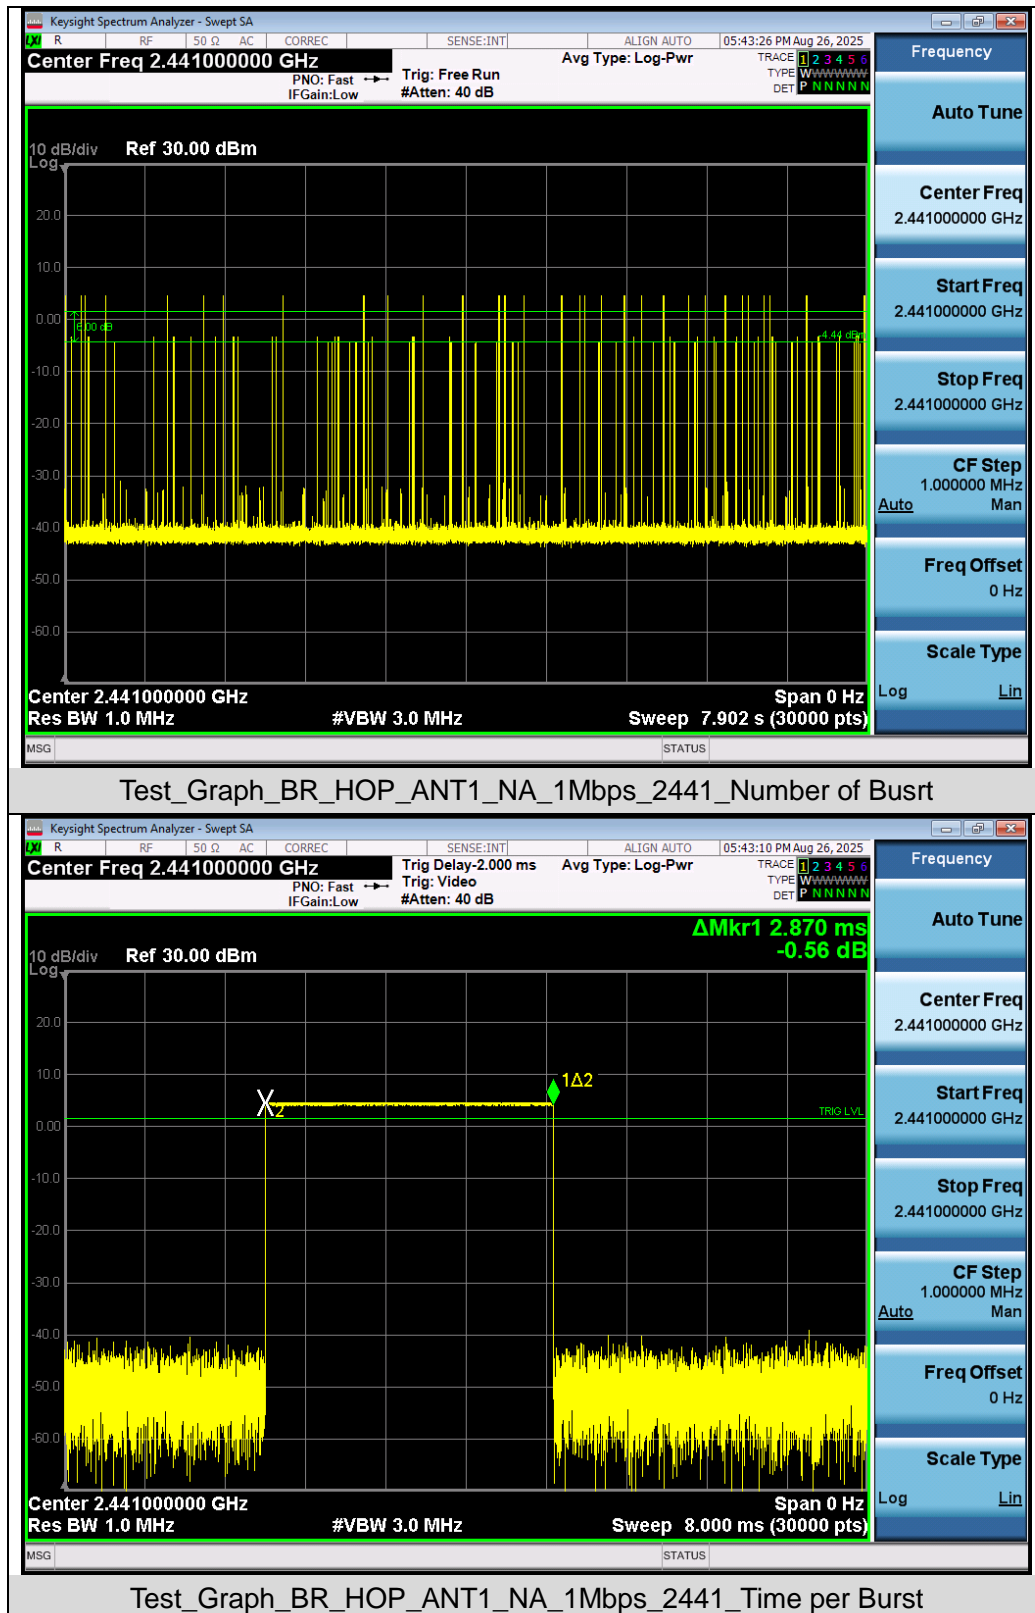 Keysight Spectrum Analyzer - Swept SA
LXI R RF 50 Ω AC CORREC SENSE:INT ALIGN AUTO 05:43:26 PM Aug 26, 2025
Center Freq 2.441000000 GHz
PNO: Fast
IFGain:Low
Trig: Free Run
#Atten: 40 dB
Avg Type: Log-Pwr
TRACE 1 2 3 4 5 6
TYPE W W W W W W
DET P N N N N N
10 dB/div Ref 30.00 dBm
Log
20.0
10.0
0.00
6.00 dB
-4.44 dBm
-10.0
-20.0
-30.0
-40.0
-50.0
-60.0
Center 2.441000000 GHz Span 0 Hz
Res BW 1.0 MHz #VBW 3.0 MHz Sweep 7.902 s (30000 pts)
MSG STATUS
Frequency
Auto Tune
Center Freq
2.441000000 GHz
Start Freq
2.441000000 GHz
Stop Freq
2.441000000 GHz
CF Step
1.000000 MHz
Auto Man
Freq Offset
0 Hz
Scale Type
Log Lin
Test_Graph_BR_HOP_ANT1_NA_1Mbps_2441_Number of Busrt
Keysight Spectrum Analyzer - Swept SA
LXI R RF 50 Ω AC CORREC SENSE:INT ALIGN AUTO 05:43:10 PM Aug 26, 2025
Center Freq 2.441000000 GHz
PNO: Fast
IFGain:Low
Trig Delay-2.000 ms
Trig: Video
#Atten: 40 dB
Avg Type: Log-Pwr
TRACE 1 2 3 4 5 6
TYPE W W W W W W
DET P N N N N N
ΔMkr1 2.870 ms
-0.56 dB
10 dB/div Ref 30.00 dBm
Log
20.0
10.0
1Δ2
X2
TRIG LVL
0.00
-10.0
-20.0
-30.0
-40.0
-50.0
-60.0
Center 2.441000000 GHz Span 0 Hz
Res BW 1.0 MHz #VBW 3.0 MHz Sweep 8.000 ms (30000 pts)
MSG STATUS
Frequency
Auto Tune
Center Freq
2.441000000 GHz
Start Freq
2.441000000 GHz
Stop Freq
2.441000000 GHz
CF Step
1.000000 MHz
Auto Man
Freq Offset
0 Hz
Scale Type
Log Lin
Test_Graph_BR_HOP_ANT1_NA_1Mbps_2441_Time per Burst